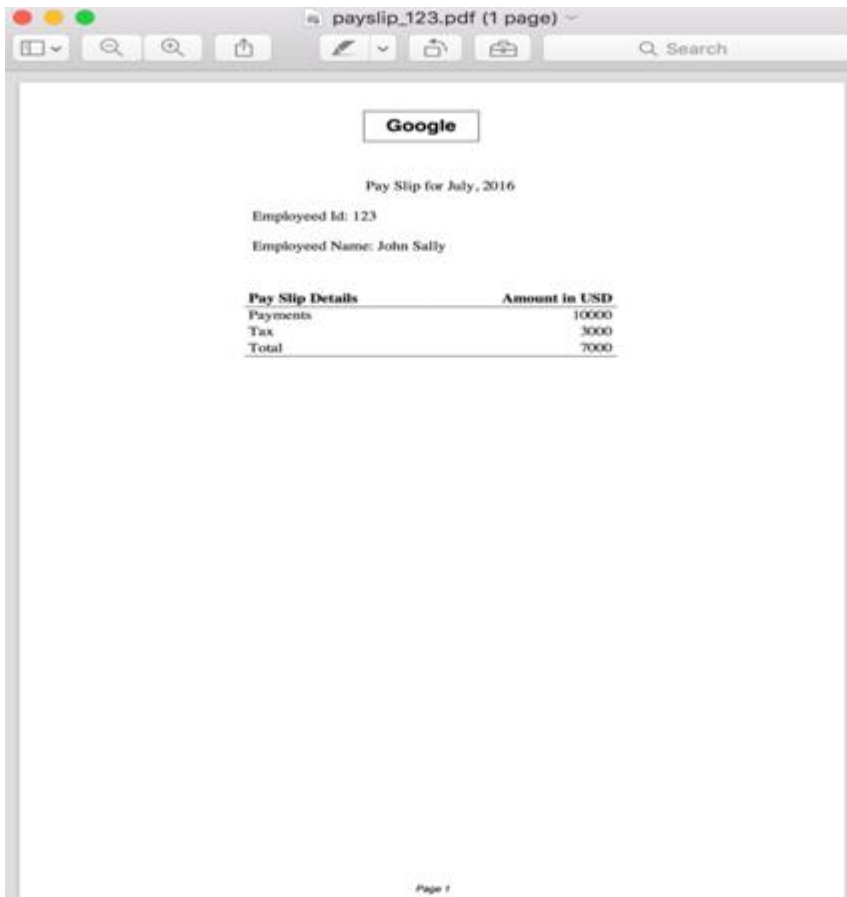 payslip_123.pdf (1 page)
Search
Google
Pay Slip for July, 2016
Employeed Id: 123
Employeed Name: John Sally
Pay Slip Details Amount in USD
Payments 10000
Tax 3000
Total 7000
Page 1